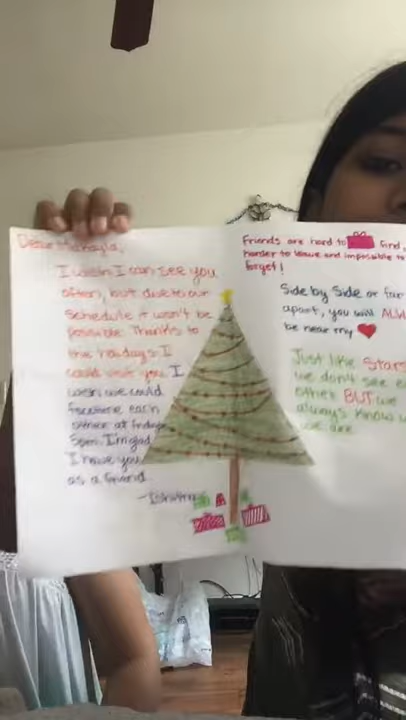 Dear Makayla,
I wish I can see you
often, but due to our
schedule it won't be
possible. Thanks to
the holidays I
could visit you. I
wish we could
facetime each
other at fridays
5pm. I'm glad
I have you
as a friend.
Friends are hard to find,
harder to leave and impossible to
forget!
Side by Side or far
apart, you will
be near my
Just like Stars
we don't see
other BUT we
always know
we are